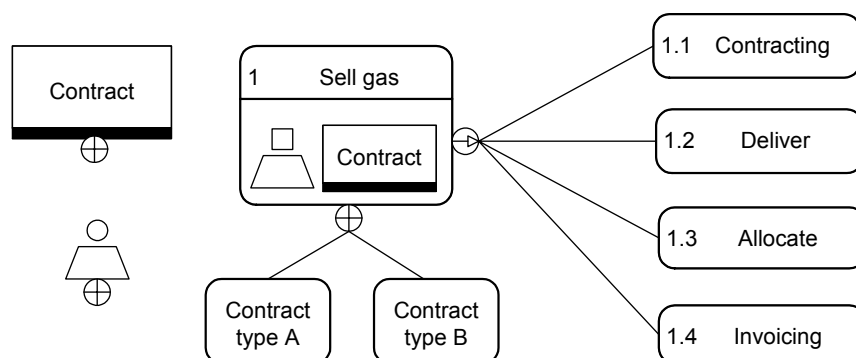 Contract
1 Sell gas
Contract
Contract
type A
Contract
type B
1.1 Contracting
1.2 Deliver
1.3 Allocate
1.4 Invoicing